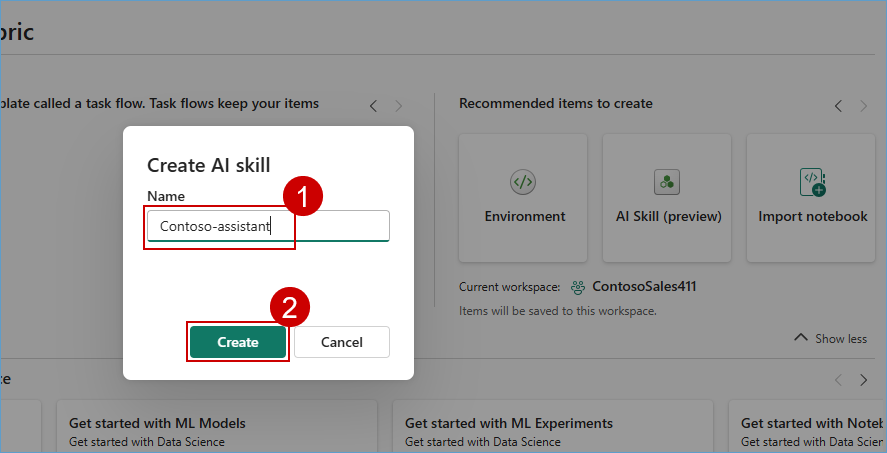 bric
plate called a task flow. Task flows keep your items
Recommended items to create
Create AI skill
Name
1
Contoso-assistant
2
Create
Cancel
Environment
AI Skill (preview)
Import notebook
Current workspace:
ContosoSales411
Items will be saved to this workspace.
Show less
ce
Get started with ML Models
Get started with Data Science
Get started with ML Experiments
Get started with Data Science
Get started with Noteb
Get started with Data Scien